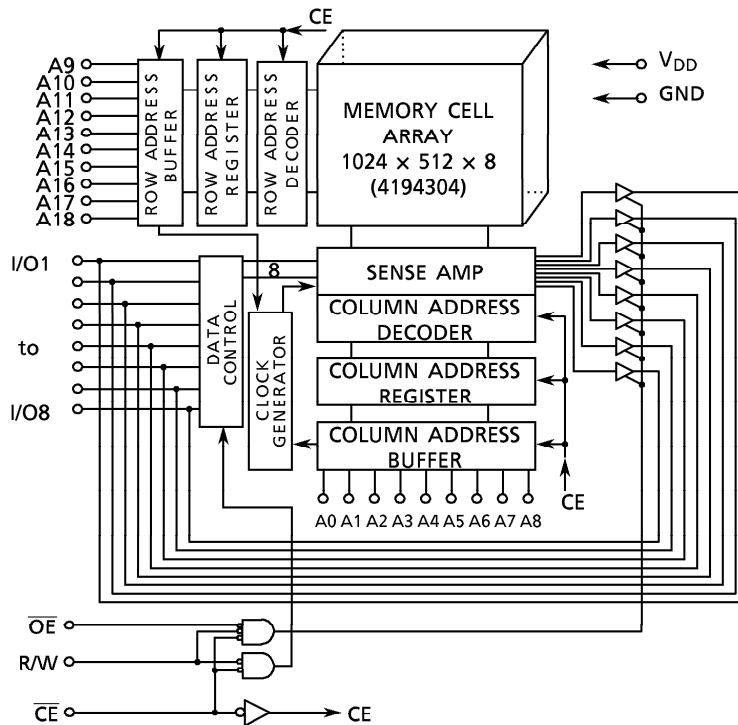 CE
A9
A10
A11
A12
A13
A14
A15
A16
A17
A18
ROW ADDRESS
BUFFER
ROW ADDRESS
REGISTER
ROW ADDRESS
DECODER
MEMORY CELL
ARRAY
1024 × 512 × 8
(4194304)
VDD
GND
I/O1
to
I/O8
DATA
CONTROL
8
SENSE AMP
COLUMN ADDRESS
DECODER
CLOCK
GENERATOR
COLUMN ADDRESS
REGISTER
COLUMN ADDRESS
BUFFER
A0 A1 A2 A3 A4 A5 A6 A7 A8
CE
OE
R/W
CE
CE